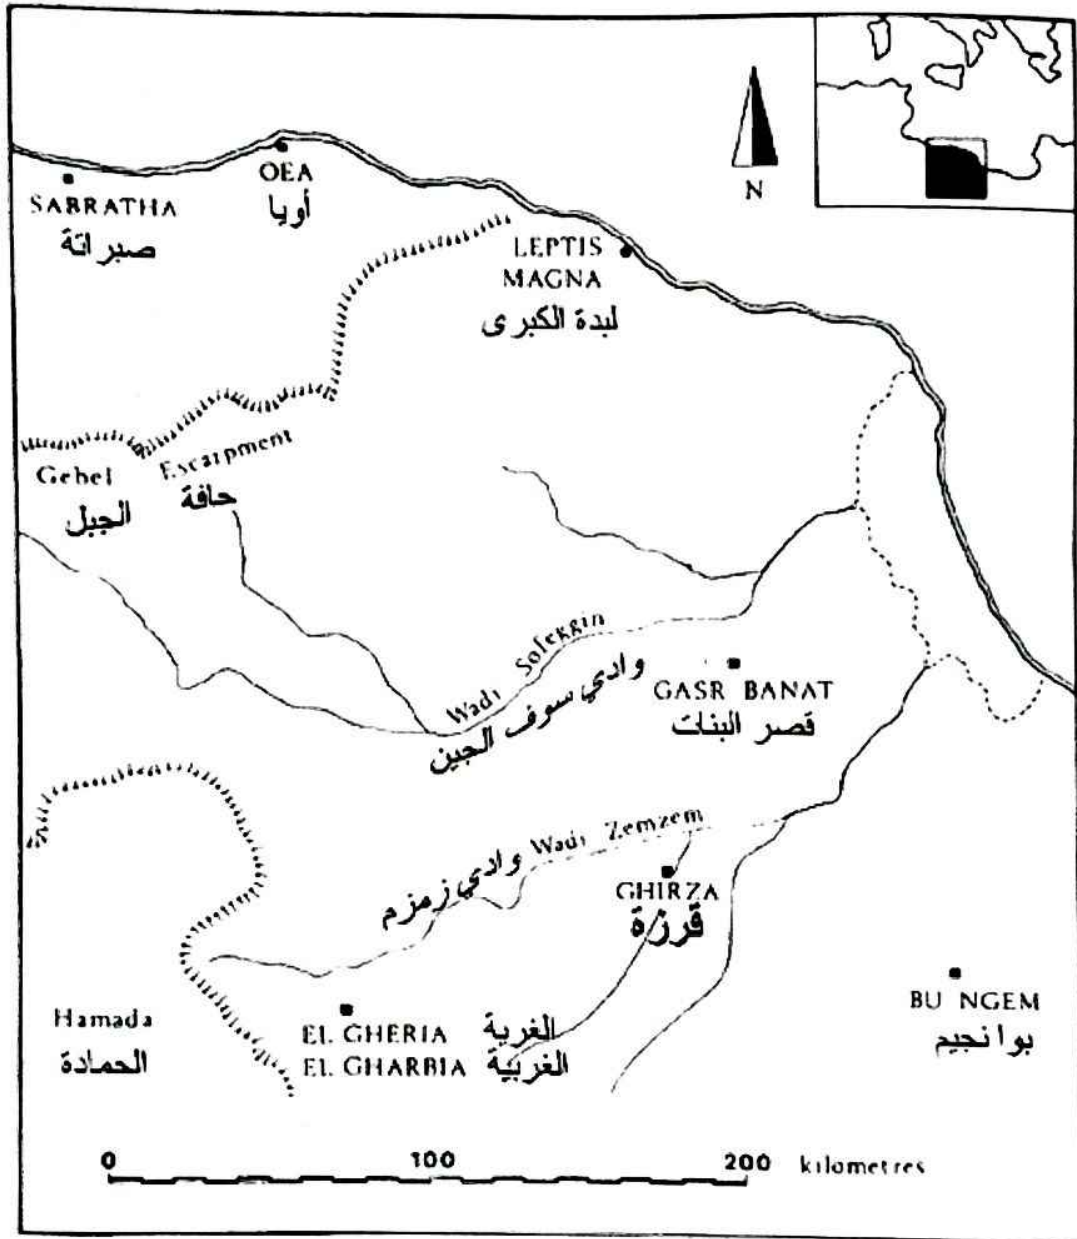 OEA
أويا
N
SABRATHA
صبراتة
LEPTIS
MAGNA
لبدة الكبرى
Gebel Escarpment
الجبل حافة
Wadi Sofeggin
وادي سوف الجين
GASR BANAT
قصر البنات
Wadi Zemzem
وادي زمزم
GHIRZA
قرزة
BU NGEM
بوا نجيم
Hamada
الحمادة
EL GHERIA الغرية
EL GHARBIA الغربية
0 100 200 kilometres